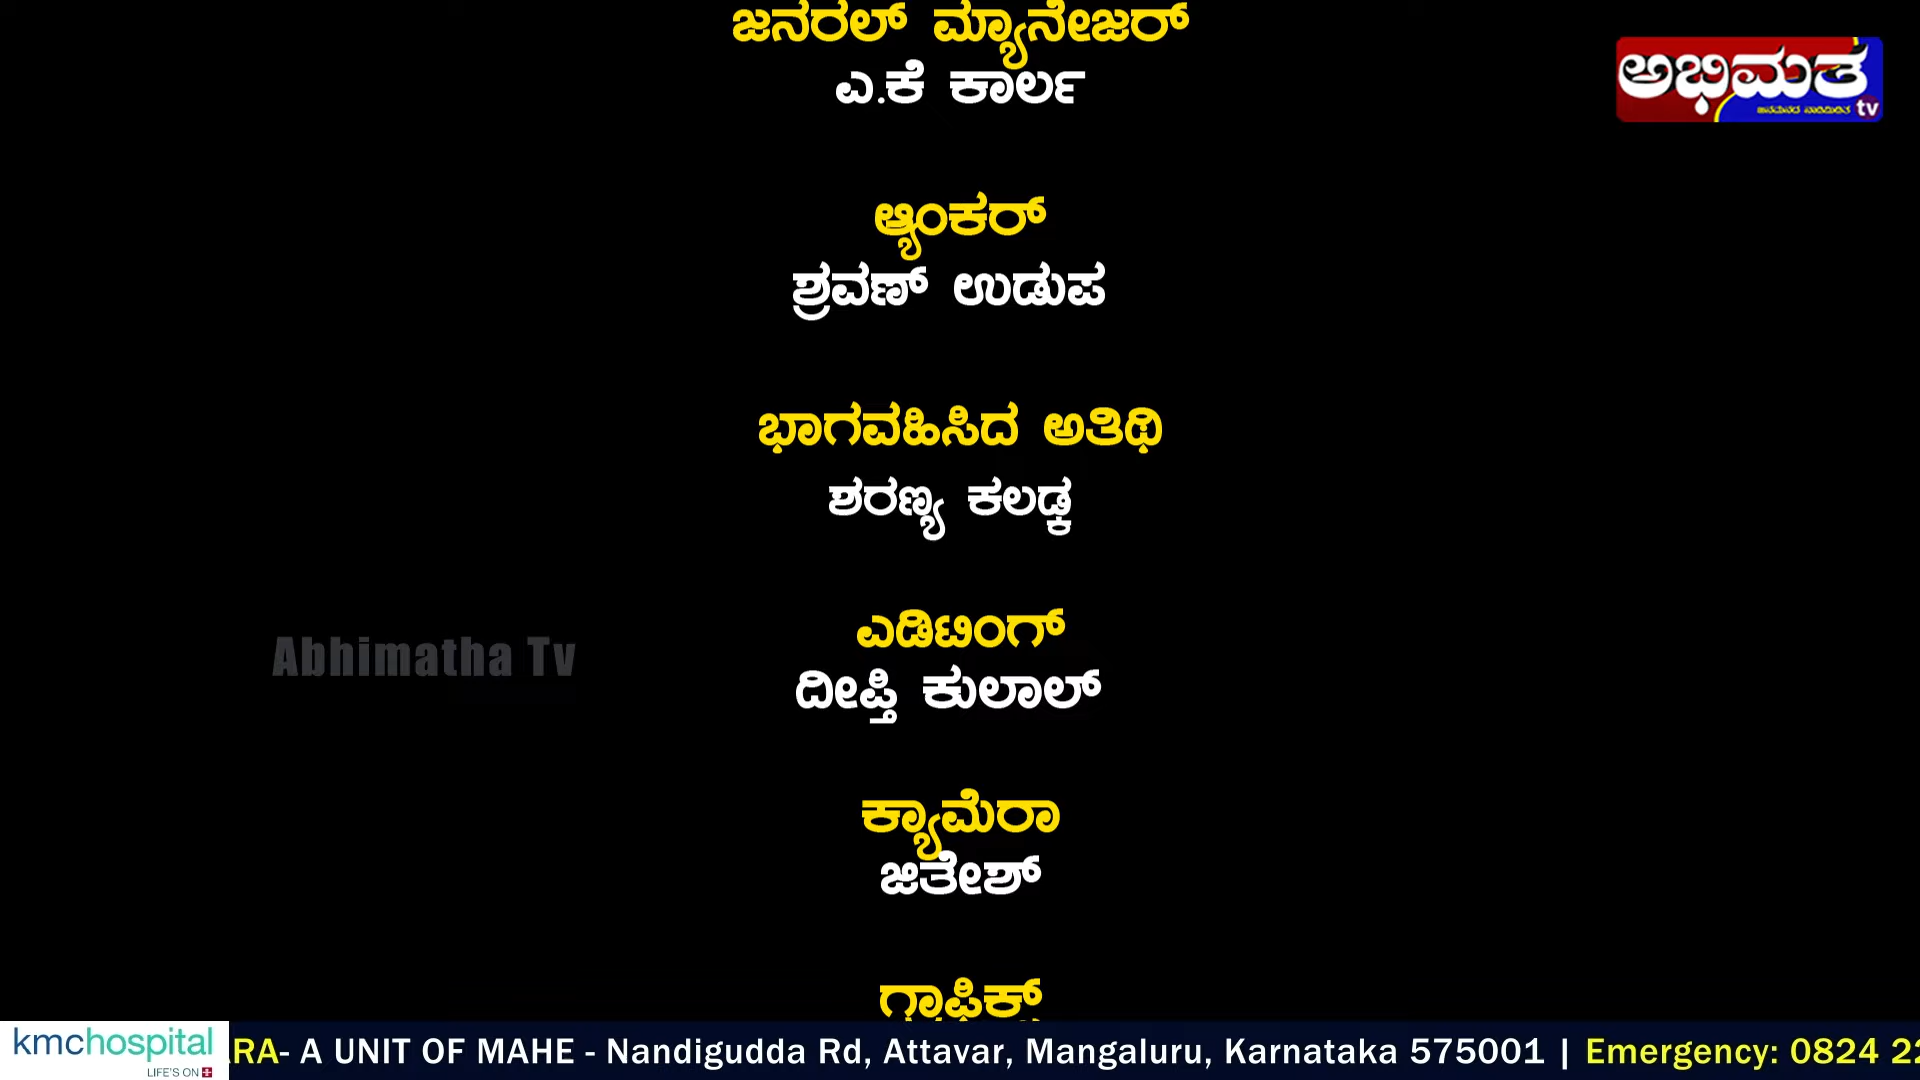 ಜನರಲ್ ಮ್ಯಾನೇಜರ್
ಎ.ಕೆ ಕಾರ್ಲ
ಅಭಿಮತ
tv
ಆ್ಯಂಕರ್
ಶ್ರವಣ್ ಉಡುಪ
ಭಾಗವಹಿಸಿದ ಅತಿಥಿ
ಶರಣ್ಯ ಕಲಡ್ಕ
ಎಡಿಟಿಂಗ್
Abhimatha Tv
ದೀಪ್ತಿ ಕುಲಾಲ್
ಕ್ಯಾಮೆರಾ
ಜಿತೇಶ್
ಗ್ರಾಫಿಕ್ಸ್
kmchospital
LIFE'S ON
RA- A UNIT OF MAHE - Nandigudda Rd, Attavar, Mangaluru, Karnataka 575001 | Emergency: 0824 22